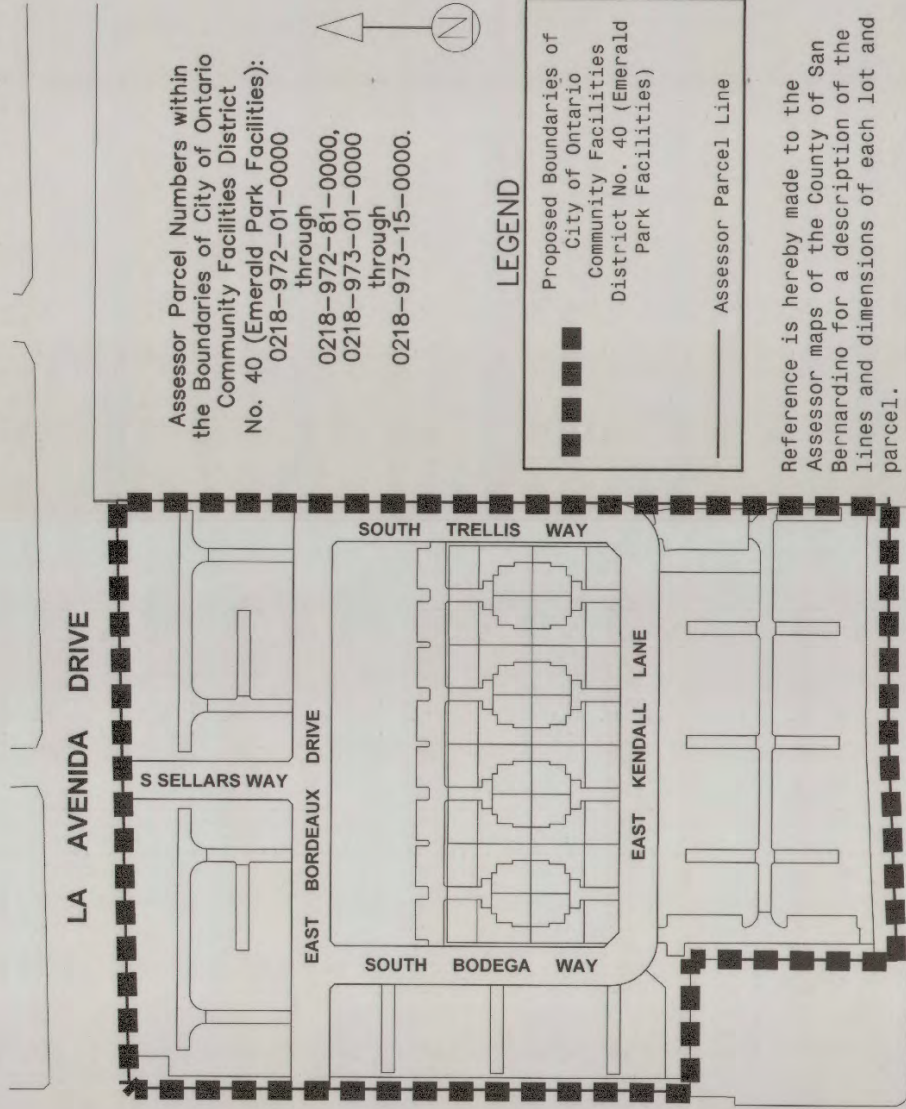 LA AVENIDA DRIVE
S SELLARS WAY
EAST BORDEAUX DRIVE
SOUTH TRELLIS WAY
SOUTH BODEGA WAY
EAST KENDALL LANE
Assessor Parcel Numbers within
the Boundaries of City of Ontario
Community Facilities District
No. 40 (Emerald Park Facilities):
0218-972-01-0000
through
0218-972-81-0000,
0218-973-01-0000
through
0218-973-15-0000.
N
LEGEND
Proposed Boundaries of
City of Ontario
Community Facilities
District No. 40 (Emerald
Park Facilities)
Assessor Parcel Line
Reference is hereby made to the
Assessor maps of the County of San
Bernardino for a description of the
lines and dimensions of each lot and
parcel.